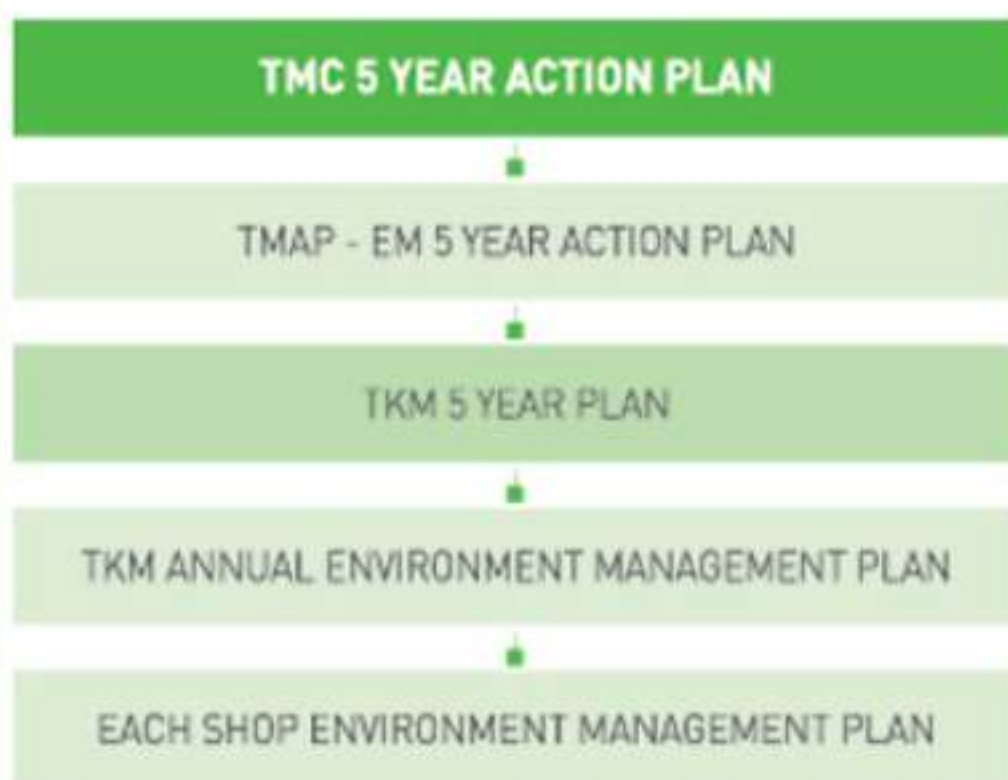 TMC 5 YEAR ACTION PLAN
TMAP - EM 5 YEAR ACTION PLAN
TKM 5 YEAR PLAN
TKM ANNUAL ENVIRONMENT MANAGEMENT PLAN
EACH SHOP ENVIRONMENT MANAGEMENT PLAN